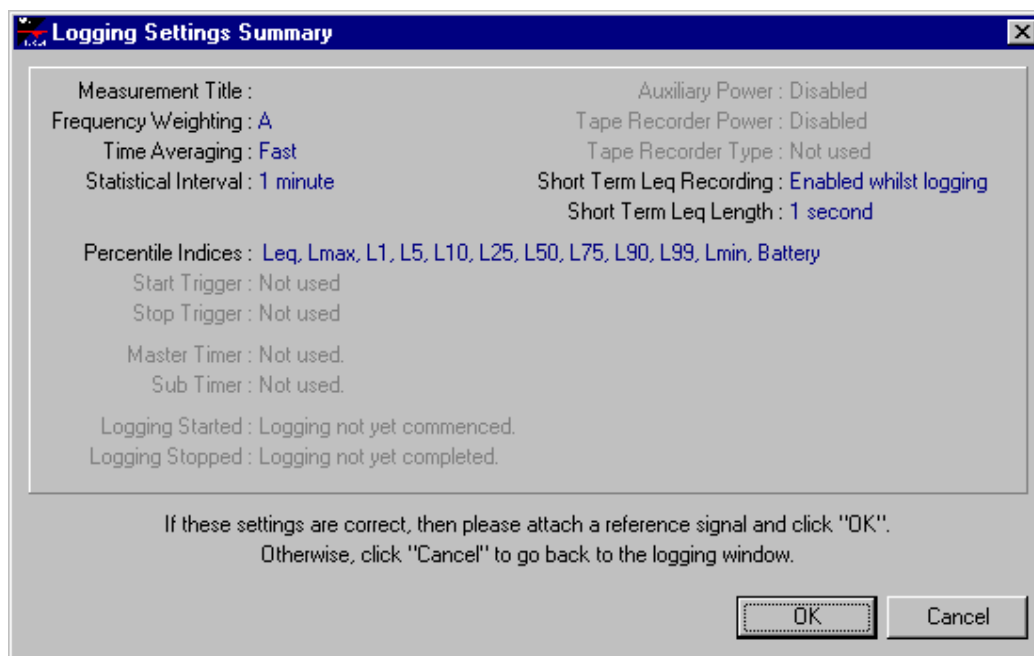 Logging Settings Summary
Measurement Title :
Frequency Weighting : A
Time Averaging : Fast
Statistical Interval : 1 minute
Auxiliary Power : Disabled
Tape Recorder Power : Disabled
Tape Recorder Type : Not used
Short Term Leq Recording : Enabled whilst logging
Short Term Leq Length : 1 second
Percentile Indices : Leq, Lmax, L1, L5, L10, L25, L50, L75, L90, L99, Lmin, Battery
Start Trigger : Not used
Stop Trigger : Not used
Master Timer : Not used.
Sub Timer : Not used.
Logging Started : Logging not yet commenced.
Logging Stopped : Logging not yet completed.
If these settings are correct, then please attach a reference signal and click "OK".
Otherwise, click "Cancel" to go back to the logging window.
OK
Cancel